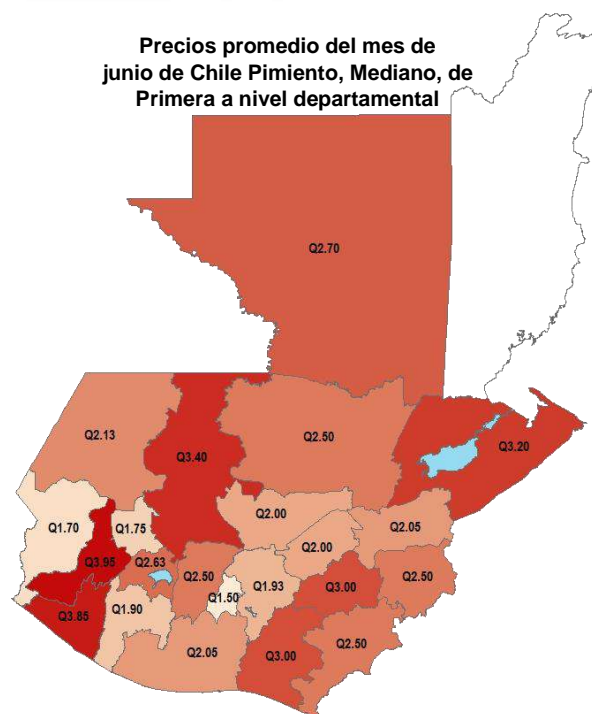 Precios promedio del mes de
junio de Chile Pimiento, Mediano, de
Primera a nivel departamental
Q2.70
Q2.13
Q3.40
Q2.50
Q3.20
Q1.70
Q1.75
Q2.00
Q2.05
Q2.00
Q3.95
Q2.63
Q2.50
Q1.50
Q1.93
Q3.00
Q2.50
Q3.85
Q1.90
Q2.05
Q3.00
Q2.50